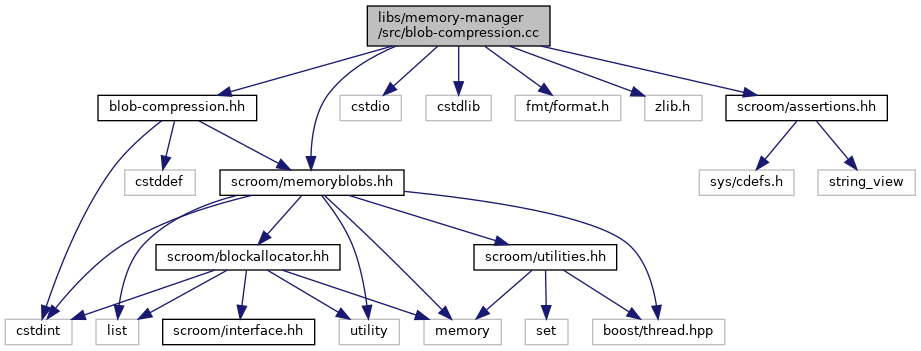 libs/memory-manager
/src/blob-compression.cc
blob-compression.hh
cstdio
cstdlib
fmt/format.h
zlib.h
scroom/assertions.hh
cstddef
scroom/memoryblobs.hh
sys/cdefs.h
string_view
scroom/blockallocator.hh
scroom/utilities.hh
cstdint
list
scroom/interface.hh
utility
memory
set
boost/thread.hpp